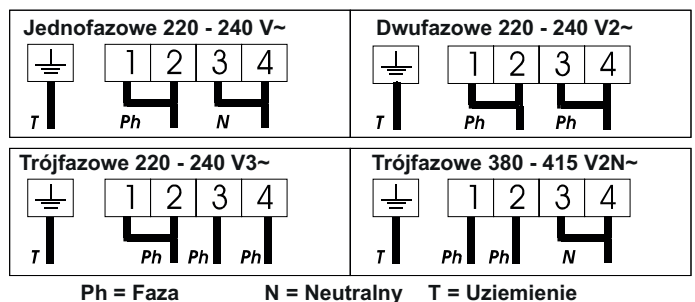 Jednofazowe 220 - 240 V~
1 2 3 4
T Ph N
Dwufazowe 220 - 240 V2~
1 2 3 4
T Ph Ph
Trójfazowe 220 - 240 V3~
1 2 3 4
T Ph Ph Ph
Trójfazowe 380 - 415 V2N~
1 2 3 4
T Ph Ph N
Ph = Faza N = Neutralny T = Uziemienie